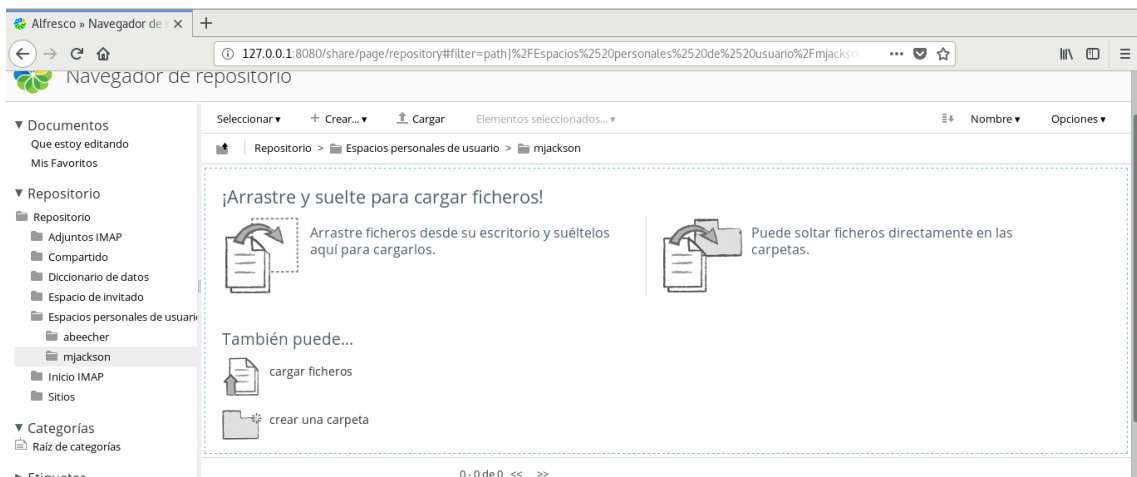 Alfresco » Navegador de
127.0.0.1:8080/share/page/repository#filter=path|%2FEspacios%2520personales%2520de%2520usuario%2Fmjackso
Navegador de repositorio
Documentos
Que estoy editando
Mis Favoritos
Repositorio
Repositorio
Adjuntos IMAP
Compartido
Diccionario de datos
Espacio de invitado
Espacios personales de usuari
abeecher
mjackson
Inicio IMAP
Sitios
Categorías
Raíz de categorías
Etiquetas
Seleccionar Crear... Cargar Elementos seleccionados... Nombre Opciones
Repositorio > Espacios personales de usuario > mjackson
¡Arrastre y suelte para cargar ficheros!
Arrastre ficheros desde su escritorio y suéltelos
aquí para cargarlos.
Puede soltar ficheros directamente en las
carpetas.
También puede...
cargar ficheros
crear una carpeta
0 - 0 de 0 << >>